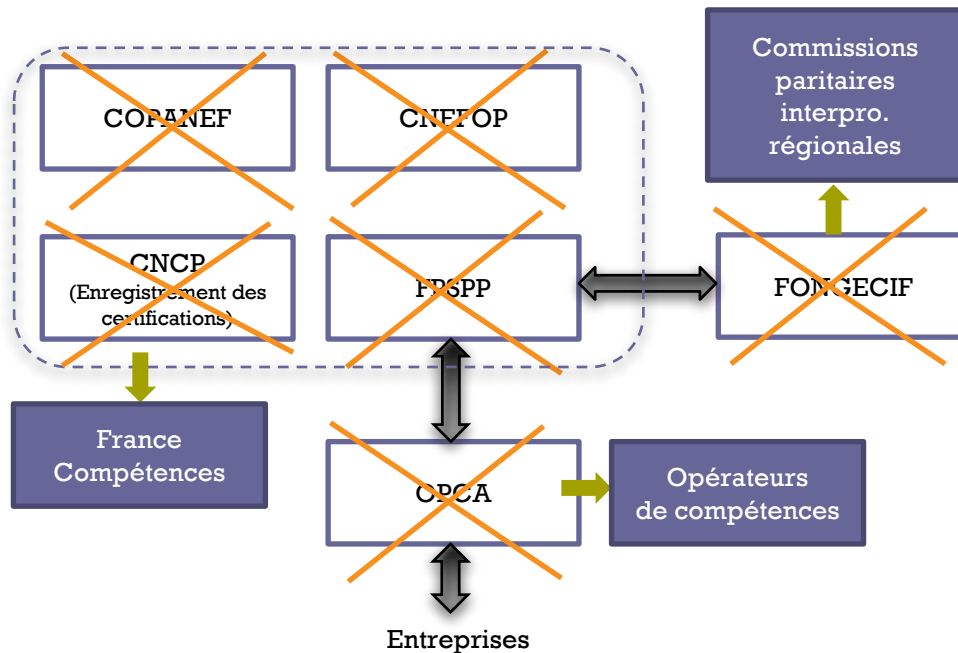 COPANEF
CNEFOP
Commissions
paritaires
interpro.
régionales
CNCP
(Enregistrement des
certifications)
FPSPP
FONGECIF
France
Compétences
OPCA
Opérateurs
de compétences
Entreprises